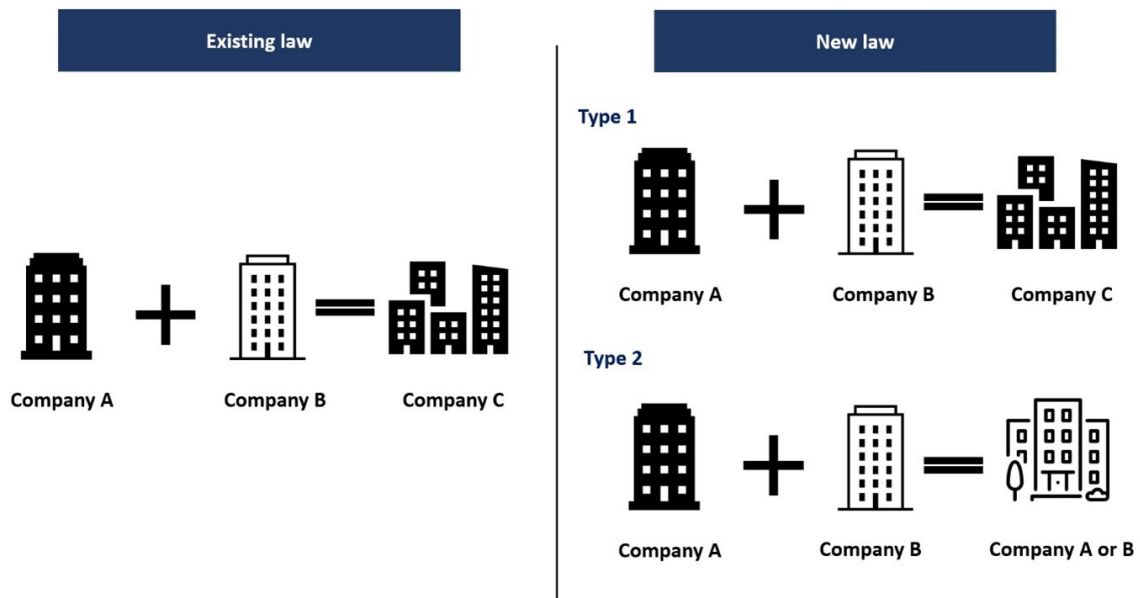 Existing law
Company A
Company B
Company C
New law
Type 1
Company A
Company B
Company C
Type 2
Company A
Company B
Company A or B